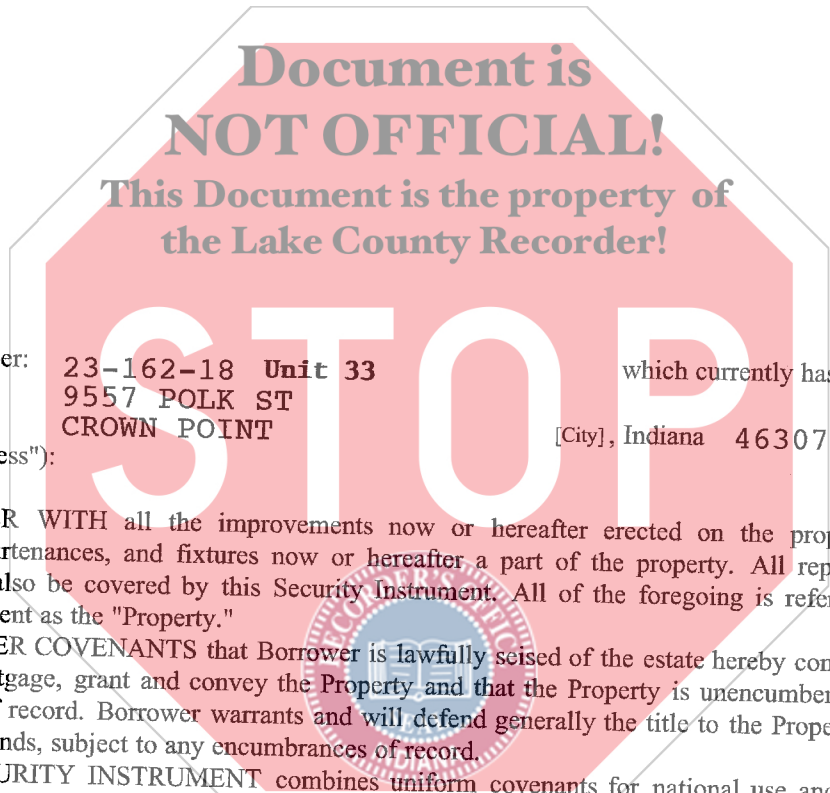 Document is
NOT OFFICIAL!
This Document is the property of
the Lake County Recorder!
STOP
er: 23-162-18 Unit 33 which currently has
9557 POLK ST
CROWN POINT [City], Indiana 46307
ess"):
R WITH all the improvements now or hereafter erected on the prop
rtenances, and fixtures now or hereafter a part of the property. All rep
also be covered by this Security Instrument. All of the foregoing is refer
ent as the "Property."
ER COVENANTS that Borrower is lawfully seised of the estate hereby con
tgage, grant and convey the Property and that the Property is unencumber
f record. Borrower warrants and will defend generally the title to the Prope
nds, subject to any encumbrances of record.
URITY INSTRUMENT combines uniform covenants for national use and
RECORDER'S OFFICE
INDIANA